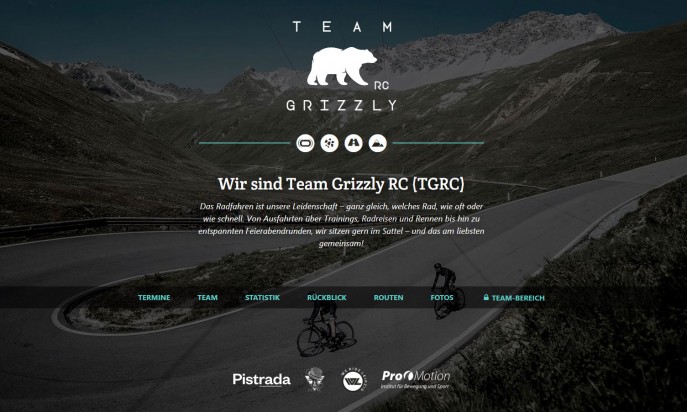 TEAM
RC
GRIZZLY
Wir sind Team Grizzly RC (TGRC)
Das Radfahren ist unsere Leidenschaft – ganz gleich, welches Rad, wie oft oder
wie schnell. Von Ausfahrten über Trainings, Radreisen und Rennen bis hin zu
entspannten Feierabendrunden, wir sitzen gern im Sattel – und das am liebsten
gemeinsam!
TERMINE TEAM STATISTIK RÜCKBLICK ROUTEN FOTOS TEAM-BEREICH
Pistrada ProMotion
Institut für Bewegung und Sport